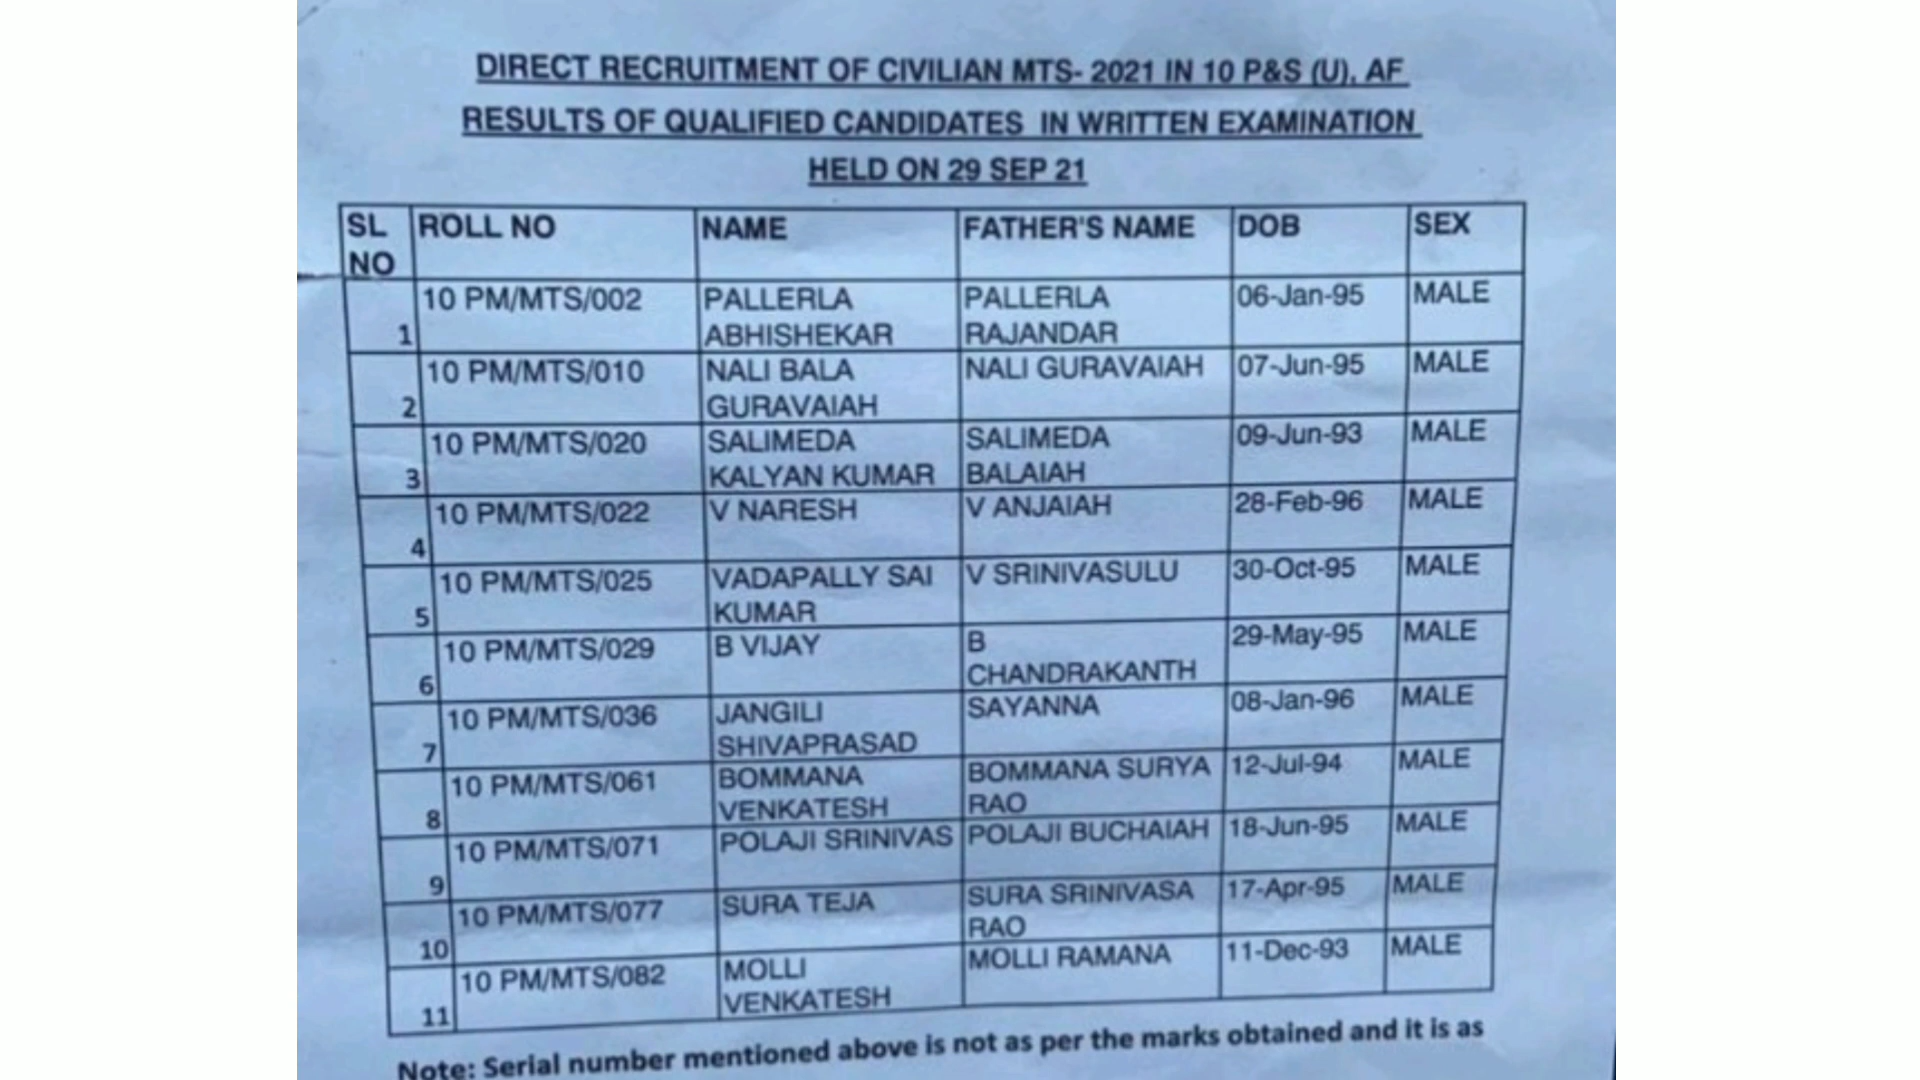 DIRECT RECRUITMENT OF CIVILIAN MTS- 2021 IN 10 P&S (U), AF
RESULTS OF QUALIFIED CANDIDATES IN WRITTEN EXAMINATION
HELD ON 29 SEP 21
SL NO ROLL NO NAME FATHER'S NAME DOB SEX
1 10 PM/MTS/002 PALLERLA ABHISHEKAR PALLERLA RAJANDAR 06-Jan-95 MALE
2 10 PM/MTS/010 NALI BALA GURAVAIAH NALI GURAVAIAH 07-Jun-95 MALE
3 10 PM/MTS/020 SALIMEDA KALYAN KUMAR SALIMEDA BALAIAH 09-Jun-93 MALE
4 10 PM/MTS/022 V NARESH V ANJAIAH 28-Feb-96 MALE
5 10 PM/MTS/025 VADAPALLY SAI KUMAR V SRINIVASULU 30-Oct-95 MALE
6 10 PM/MTS/029 B VIJAY B CHANDRAKANTH 29-May-95 MALE
7 10 PM/MTS/036 JANGILI SHIVAPRASAD SAYANNA 08-Jan-96 MALE
8 10 PM/MTS/061 BOMMANA VENKATESH BOMMANA SURYA RAO 12-Jul-94 MALE
9 10 PM/MTS/071 POLAJI SRINIVAS POLAJI BUCHAIAH 18-Jun-95 MALE
10 10 PM/MTS/077 SURA TEJA SURA SRINIVASA RAO 17-Apr-95 MALE
11 10 PM/MTS/082 MOLLI VENKATESH MOLLI RAMANA 11-Dec-93 MALE
Note: Serial number mentioned above is not as per the marks obtained and it is as